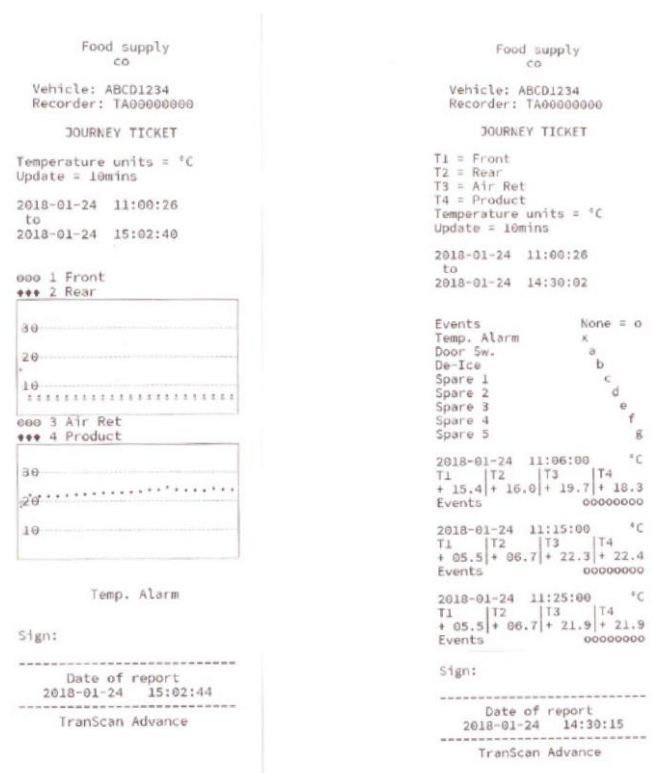 Food supply
co
Vehicle: ABCD1234
Recorder: TA00000000
JOURNEY TICKET
Temperature units = °C
Update = 10mins
2018-01-24 11:00:26
to
2018-01-24 15:02:40
1 Front
2 Rear
30
20
10
3 Air Ret
4 Product
30
20
10
Temp. Alarm
Sign:
Date of report
2018-01-24 15:02:44
TranScan Advance
Food supply
co
Vehicle: ABCD1234
Recorder: TA00000000
JOURNEY TICKET
T1 = Front
T2 = Rear
T3 = Air Ret
T4 = Product
Temperature units = °C
Update = 10mins
2018-01-24 11:00:26
to
2018-01-24 14:30:02
Events None = o
Temp. Alarm x
Door Sw. a
De-Ice b
Spare 1 c
Spare 2 d
Spare 3 e
Spare 4 f
Spare 5 g
2018-01-24 11:06:00 °C
T1 |T2 |T3 |T4
+ 15.4|+ 16.0|+ 19.7|+ 18.3
Events oooooooo
2018-01-24 11:15:00 °C
T1 |T2 |T3 |T4
+ 05.5|+ 06.7|+ 22.3|+ 22.4
Events oooooooo
2018-01-24 11:25:00 °C
T1 |T2 |T3 |T4
+ 05.5|+ 06.7|+ 21.9|+ 21.9
Events oooooooo
Sign:
Date of report
2018-01-24 14:30:15
TranScan Advance